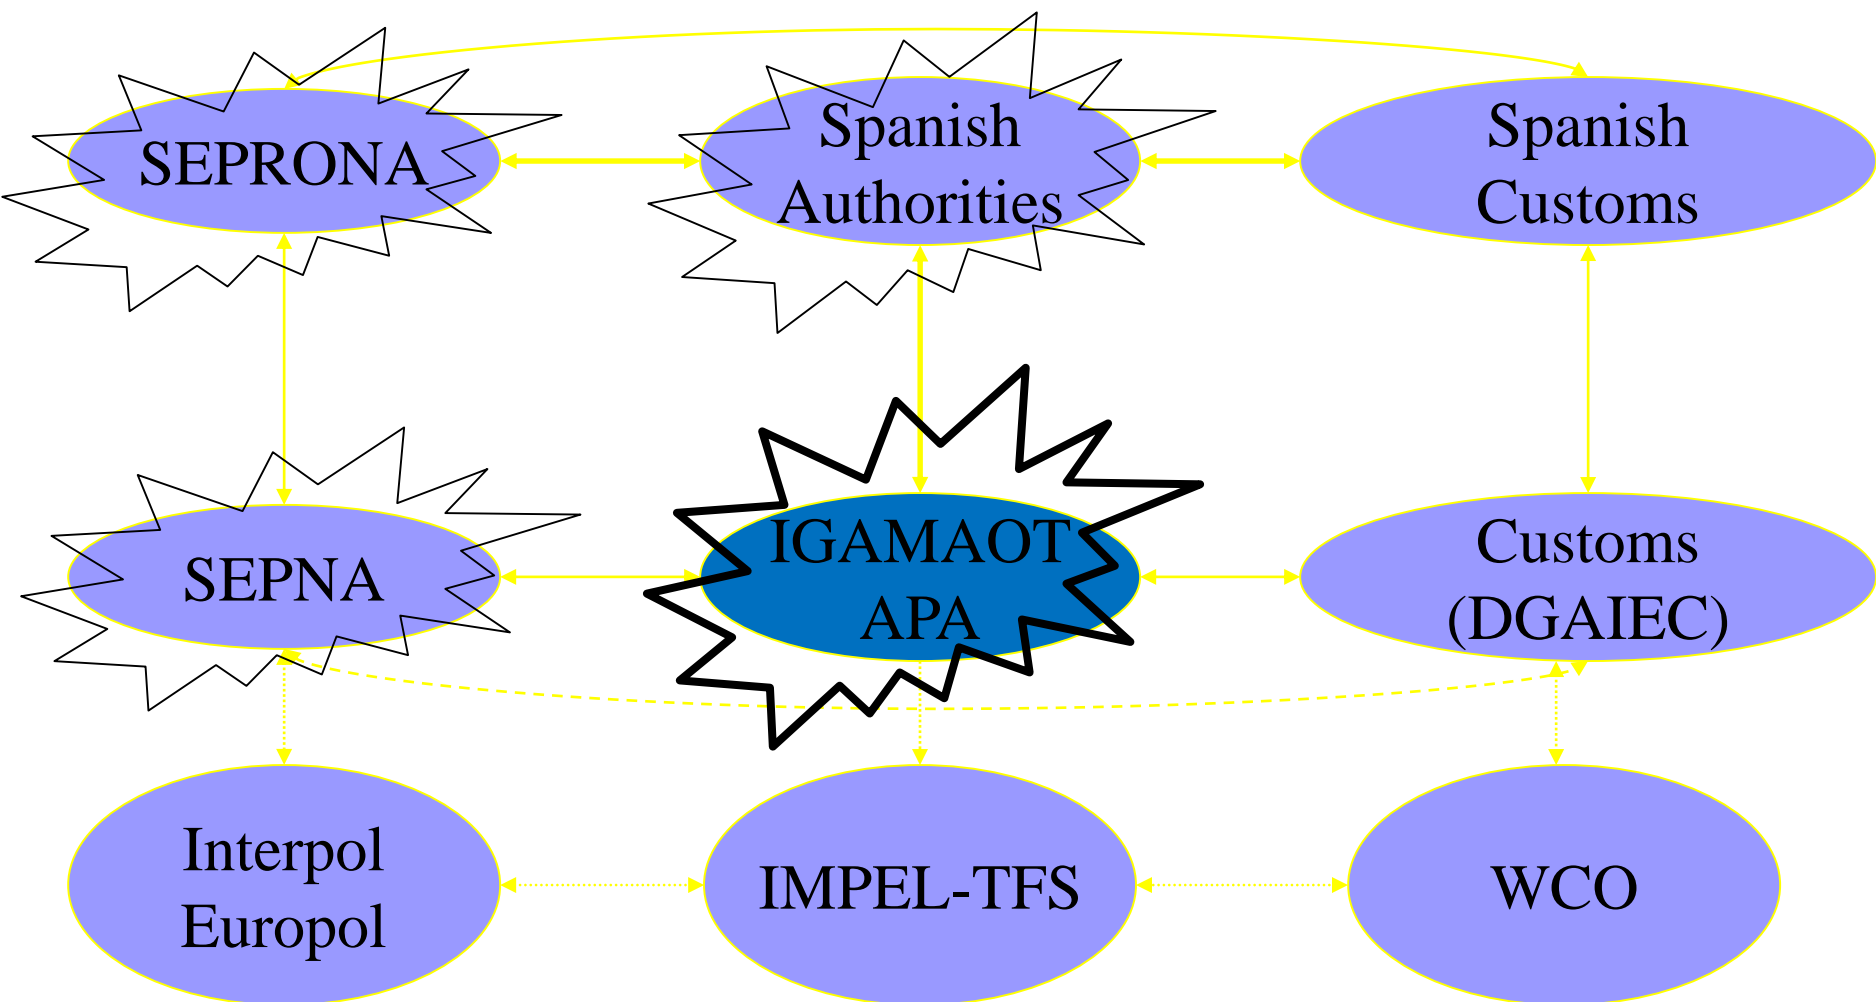 SEPRONA
Spanish
Authorities
Spanish
Customs
SEPNA
IGAMAOT
APA
Customs
(DGAIEC)
Interpol
Europol
IMPEL-TFS
WCO